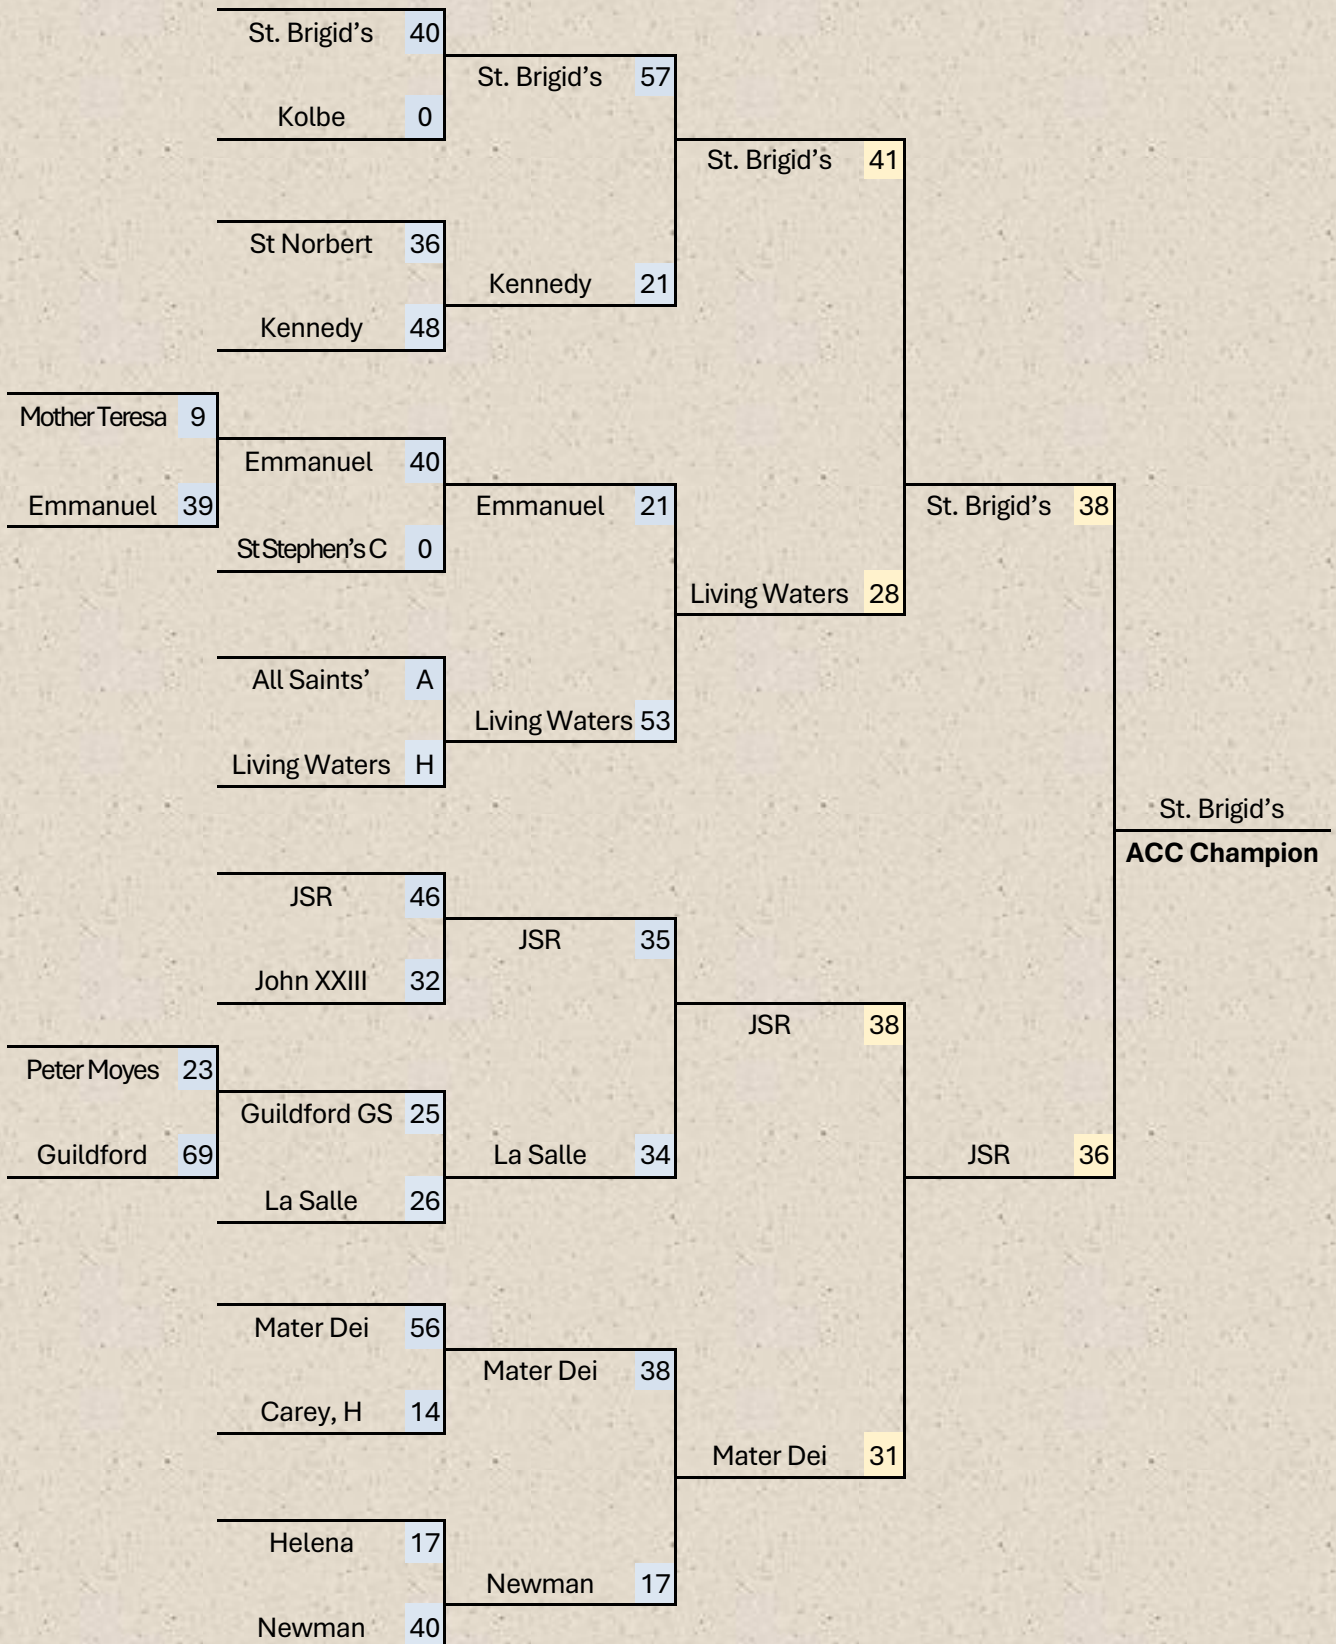 St. Brigid’s 40
St. Brigid’s 57
Kolbe 0
St. Brigid’s 41
St Norbert 36
Kennedy 21
Kennedy 48
Mother Teresa 9
Emmanuel 40
Emmanuel 39
Emmanuel 21
St. Brigid’s 38
St Stephen’s C 0
Living Waters 28
All Saints’ A
Living Waters 53
Living Waters H
St. Brigid’s
ACC Champion
JSR 46
JSR 35
John XXIII 32
JSR 38
Peter Moyes 23
Guildford GS 25
Guildford 69
La Salle 34
JSR 36
La Salle 26
Mater Dei 56
Mater Dei 38
Carey, H 14
Mater Dei 31
Helena 17
Newman 17
Newman 40